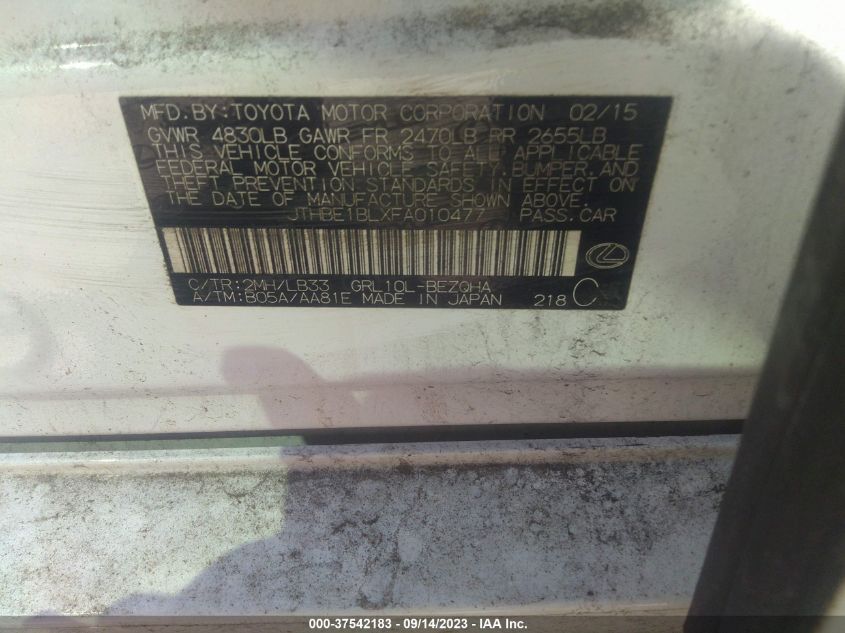 MFD.BY:TOYOTA MOTOR CORPORATION 02/15
GVWR 4830LB GAWR FR 2470LB RR 2655LB
THIS VEHICLE CONFORMS TO ALL APPLICABLE
FEDERAL MOTOR VEHICLE SAFETY,BUMPER,AND
THEFT PREVENTION STANDARDS IN EFFECT ON
THE DATE OF MANUFACTURE SHOWN ABOVE.
JTHBE1BLXFA010477 PASS.CAR
C/TR:2MH/LB33 GRL10L-BEZQHA
A/TM:B05A/AA81E MADE IN JAPAN 218 C
000-37542183 - 09/14/2023 - © IAA Inc.